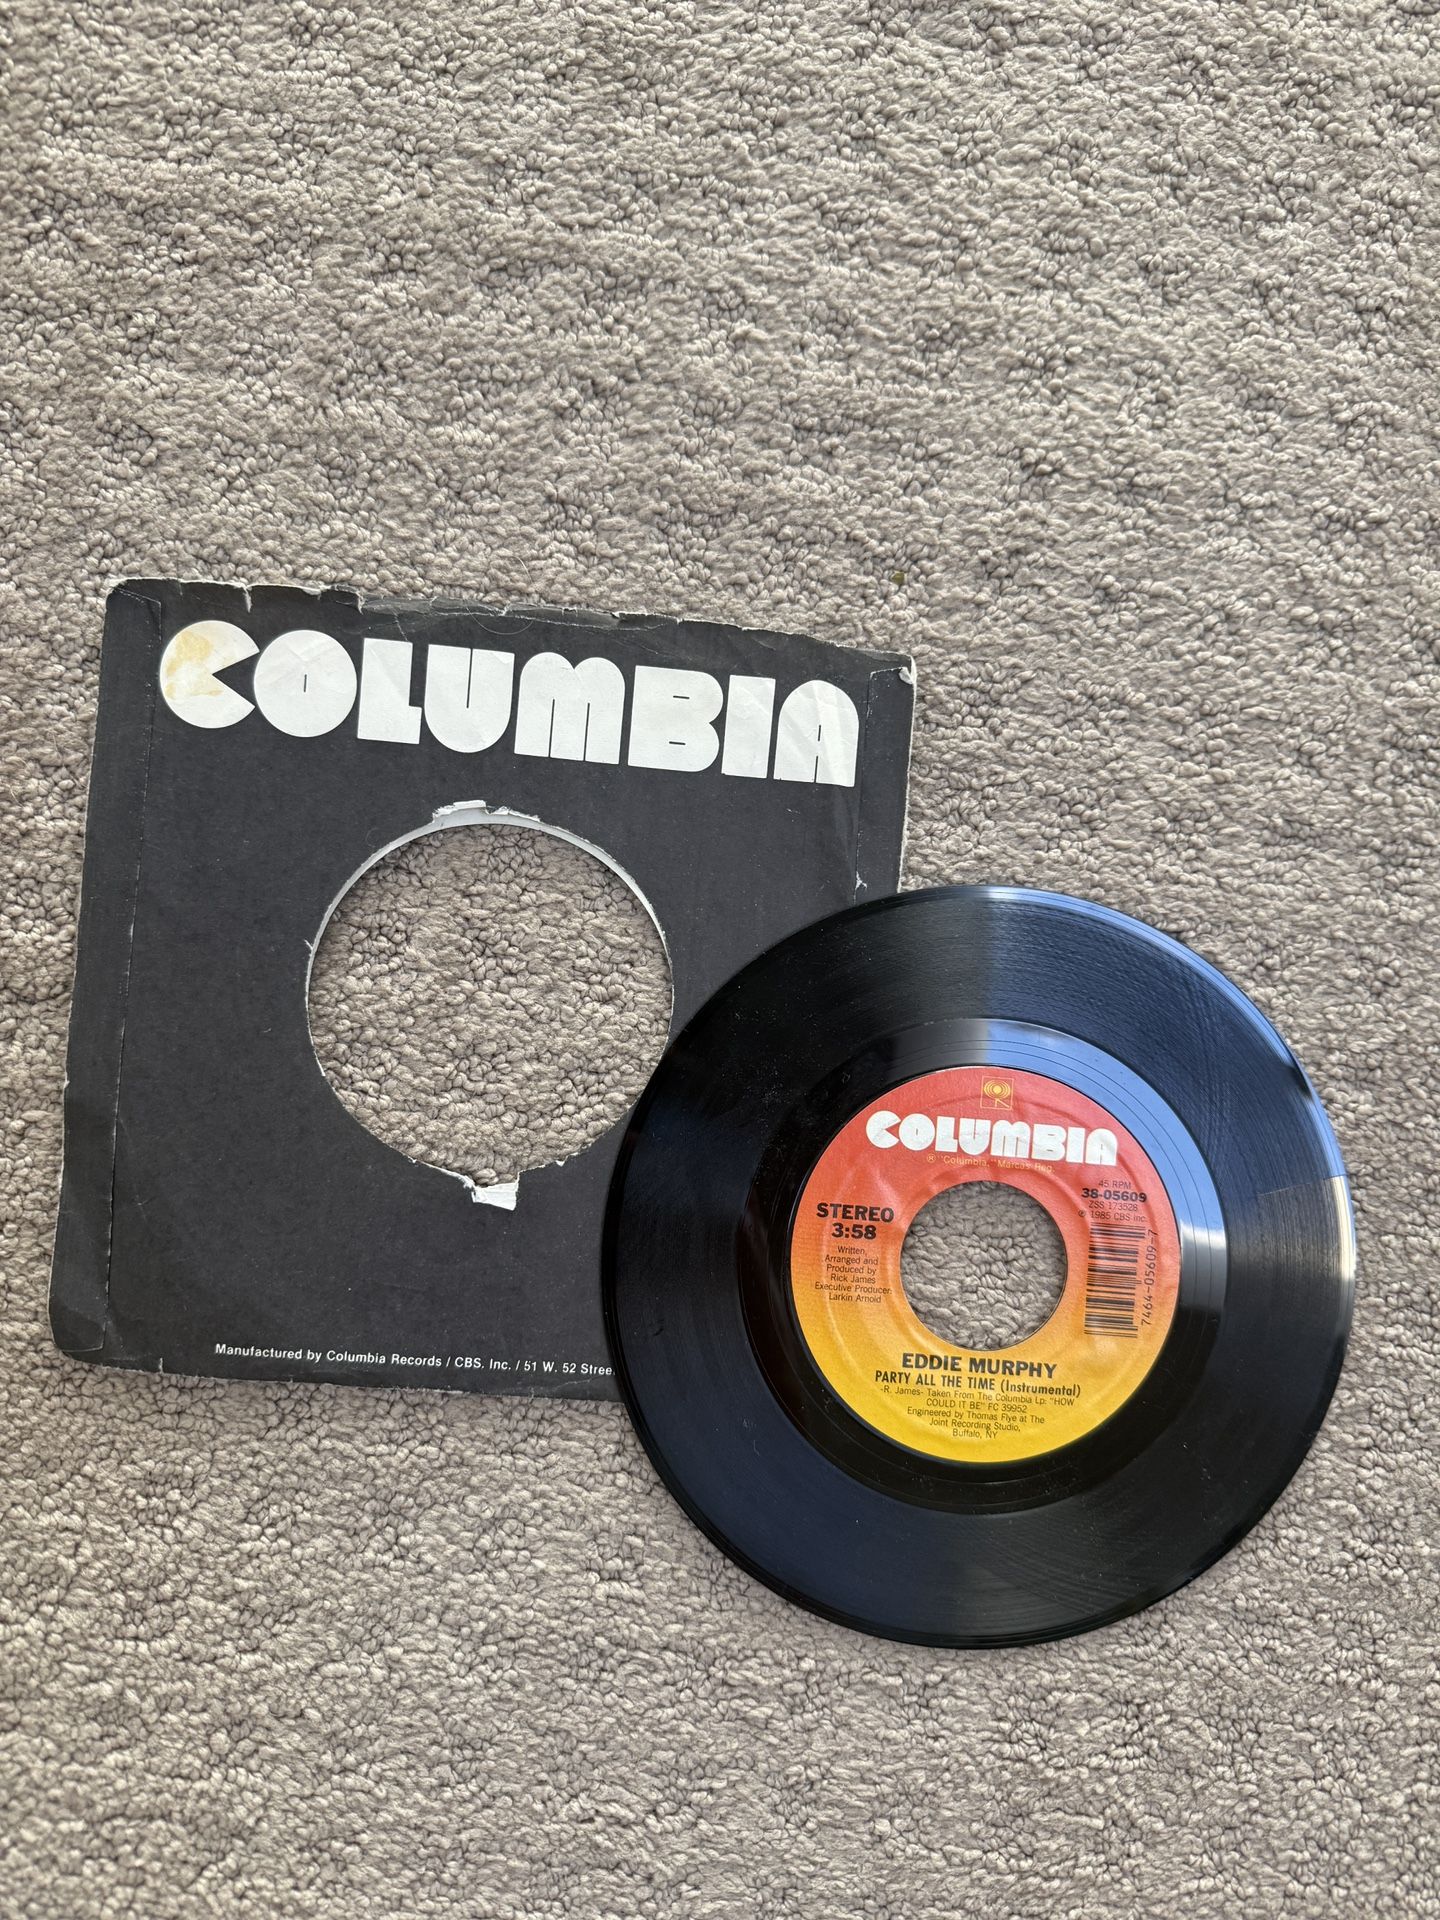 COLUMBIA
Manufactured by Columbia Records / CBS. Inc. / 51 W. 52 Stree
COLUMBIA
® "Columbia," Marcas Reg.
45 RPM
38-05609
ZSS 173528
℗ 1985 CBS Inc.
STEREO
3:58
Written,
Arranged and
Produced by
Rick James
Executive Producer:
Larkin Arnold
7464-05609-7
EDDIE MURPHY
PARTY ALL THE TIME (Instrumental)
-R. James- Taken From The Columbia Lp: "HOW
COULD IT BE" FC 39952
Engineered by Thomas Flye at The
Joint Recording Studio,
Buffalo, NY